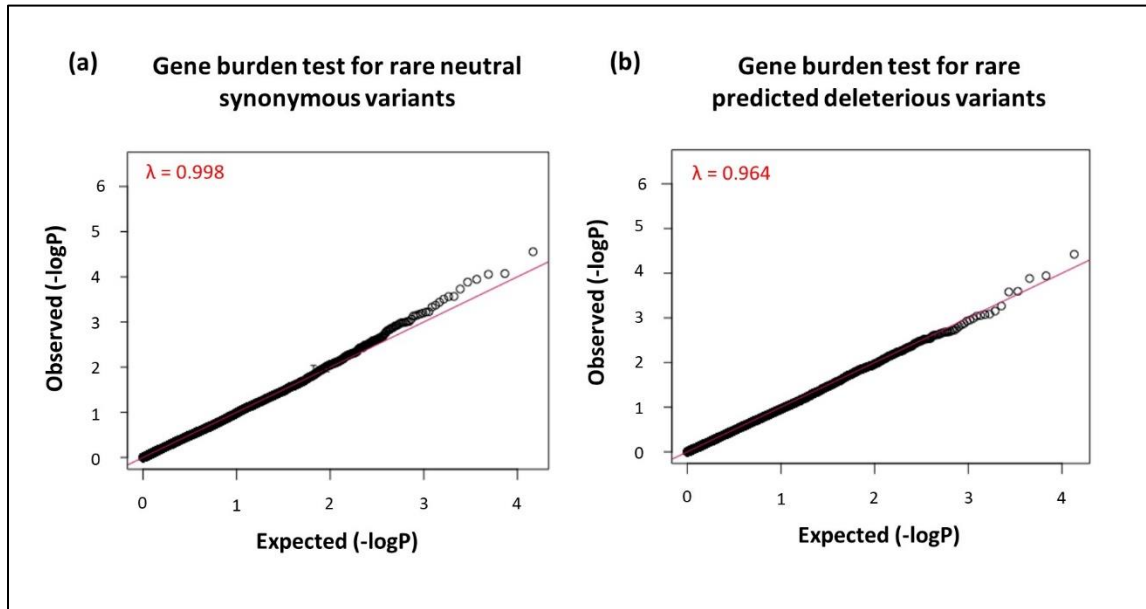 (a) Gene burden test for rare neutral
synonymous variants
λ = 0.998
6
5
4
3
2
1
0
Observed (-logP)
0 1 2 3 4
Expected (-logP)
(b) Gene burden test for rare
predicted deleterious variants
λ = 0.964
6
5
4
3
2
1
0
Observed (-logP)
0 1 2 3 4
Expected (-logP)